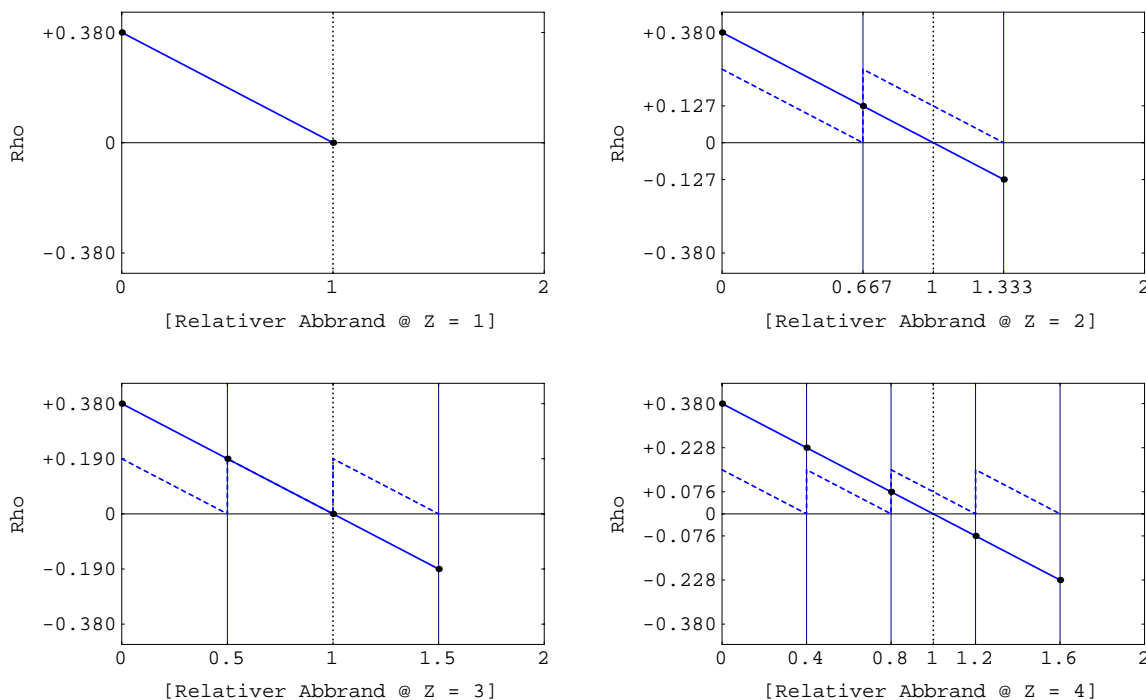 +0.380
0
-0.380
Rho
0 1 2
[Relativer Abbrand @ Z = 1]
+0.380
+0.127
0
-0.127
-0.380
Rho
0 0.667 1 1.333 2
[Relativer Abbrand @ Z = 2]
+0.380
+0.190
0
-0.190
-0.380
Rho
0 0.5 1 1.5 2
[Relativer Abbrand @ Z = 3]
+0.380
+0.228
+0.076
0
-0.076
-0.228
-0.380
Rho
0 0.4 0.8 1 1.2 1.6 2
[Relativer Abbrand @ Z = 4]